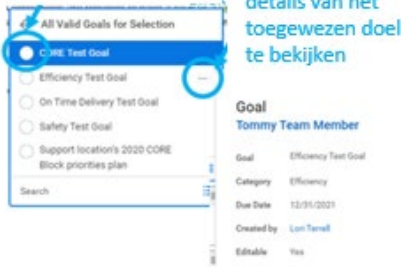 details van het
toegewezen doel
te bekijken
All Valid Goals for Selection
CORE Test Goal
Efficiency Test Goal
On Time Delivery Test Goal
Safety Test Goal
Support location's 2020 CORE
Block priorities plan
Search
Goal
Tommy Team Member
Goal Efficiency Test Goal
Category Efficiency
Due Date 12/31/2021
Created by Lon Terrell
Editable Yes